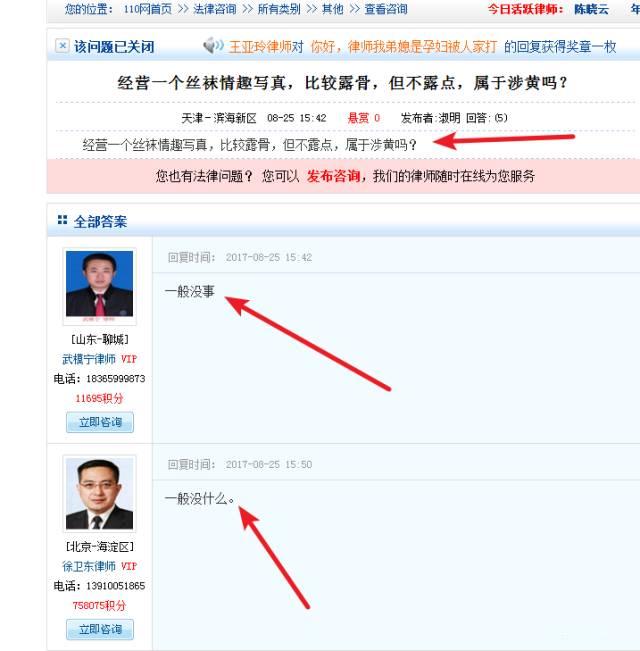 您的位置： 110网首页 >> 法律咨询 >> 所有类别 >> 其他 >> 查看咨询
今日活跃律师： 陈晓云
该问题已关闭
王亚玲律师对 你好，律师我弟媳是孕妇被人家打 的回复获得奖章一枚
经营一个丝袜情趣写真，比较露骨，但不露点，属于涉黄吗？
天津-滨海新区 08-25 15:42 悬赏 0 发布者:淑明 回答:(5)
经营一个丝袜情趣写真，比较露骨，但不露点，属于涉黄吗？
您也有法律问题？ 您可以 发布咨询，我们的律师随时在线为您服务
全部答案
回复时间： 2017-08-25 15:42
一般没事
[山东-聊城]
武模宁律师 VIP
电话：18365999873
11695积分
立即咨询
回复时间： 2017-08-25 15:50
一般没什么。
[北京-海淀区]
徐卫东律师 VIP
电话：13910051865
758075积分
立即咨询